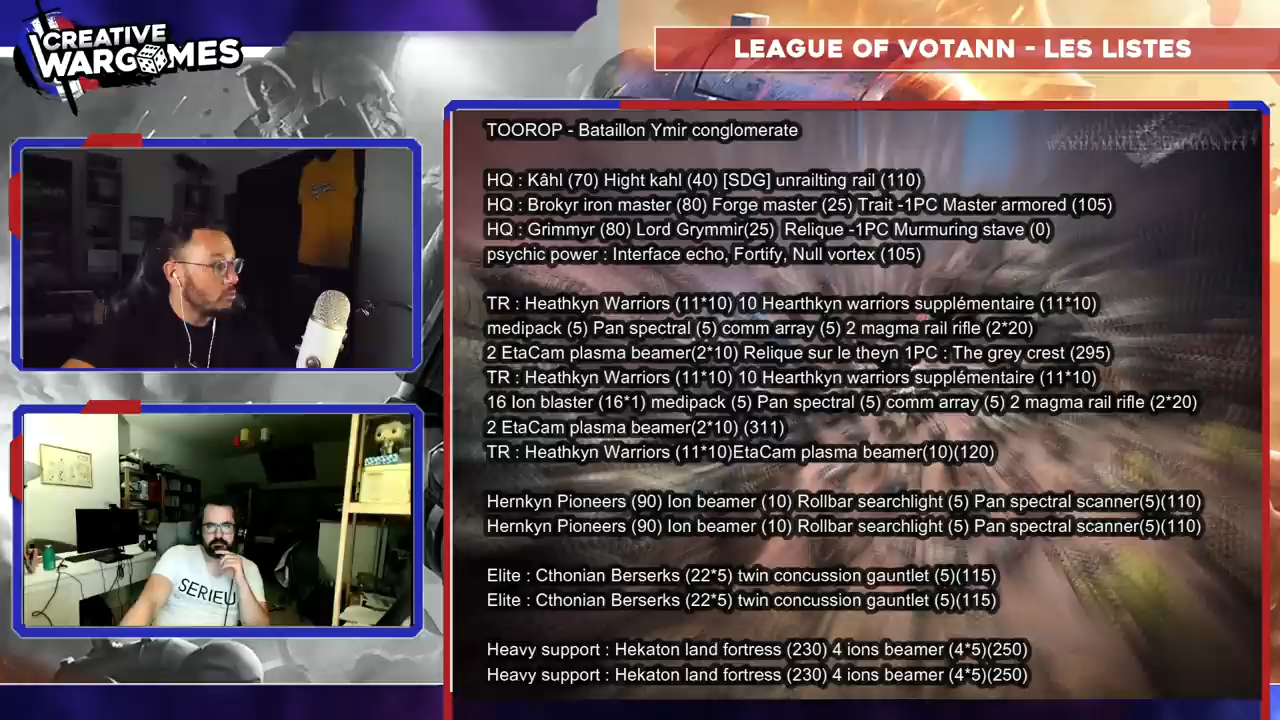 CREATIVE
WARGAMES
LEAGUE OF VOTANN - LES LISTES
WARHAMMER COMMUNITY
TOOROP - Bataillon Ymir conglomerate
HQ : Kâhl (70) Hight kahl (40) [SDG] unrailting rail (110)
HQ : Brokyr iron master (80) Forge master (25) Trait -1PC Master armored (105)
HQ : Grimmyr (80) Lord Grymmir(25) Relique -1PC Murmuring stave (0)
psychic power : Interface echo, Fortify, Null vortex (105)
TR : Heathkyn Warriors (11*10) 10 Hearthkyn warriors supplémentaire (11*10)
medipack (5) Pan spectral (5) comm array (5) 2 magma rail rifle (2*20)
2 EtaCam plasma beamer(2*10) Relique sur le theyn 1PC : The grey crest (295)
TR : Heathkyn Warriors (11*10) 10 Hearthkyn warriors supplémentaire (11*10)
16 Ion blaster (16*1) medipack (5) Pan spectral (5) comm array (5) 2 magma rail rifle (2*20)
2 EtaCam plasma beamer(2*10) (311)
TR : Heathkyn Warriors (11*10)EtaCam plasma beamer(10)(120)
Hernkyn Pioneers (90) Ion beamer (10) Rollbar searchlight (5) Pan spectral scanner(5)(110)
Hernkyn Pioneers (90) Ion beamer (10) Rollbar searchlight (5) Pan spectral scanner(5)(110)
Elite : Cthonian Berserks (22*5) twin concussion gauntlet (5)(115)
Elite : Cthonian Berserks (22*5) twin concussion gauntlet (5)(115)
Heavy support : Hekaton land fortress (230) 4 ions beamer (4*5)(250)
Heavy support : Hekaton land fortress (230) 4 ions beamer (4*5)(250)
SERIEU